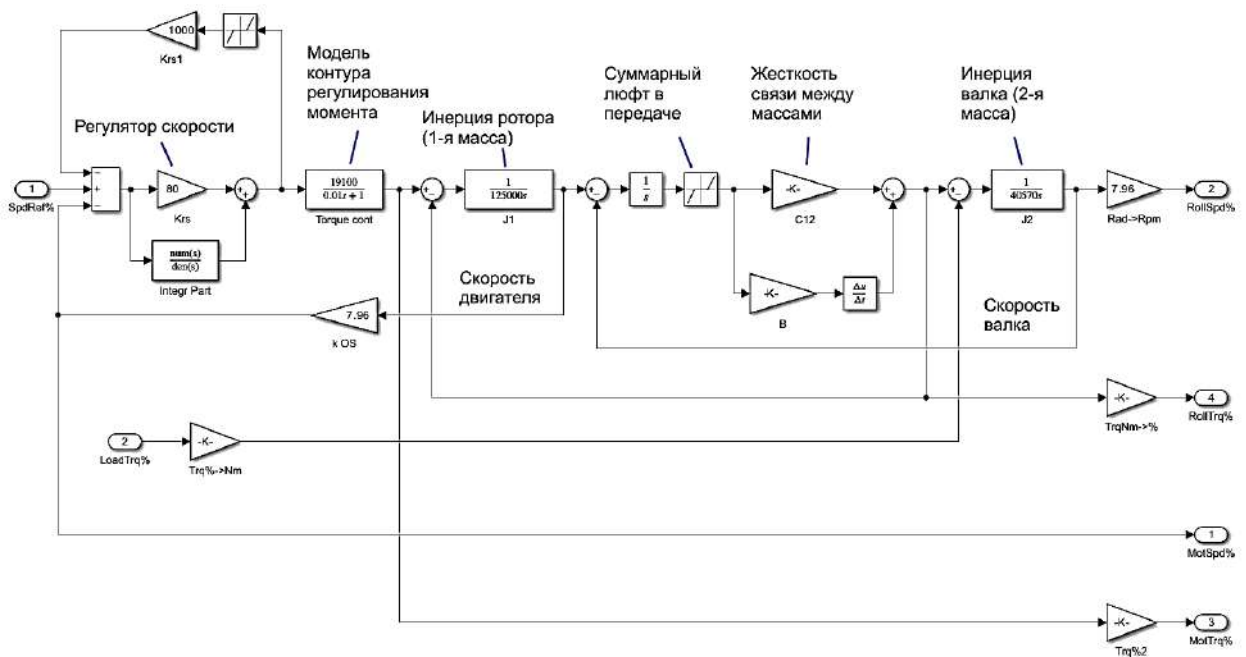 1000
Krs1
Модель
контура
регулирования
момента
Суммарный
люфт в
передаче
Жесткость
связи между
массами
Инерция
валка (2-я
масса)
Регулятор скорости
Инерция ротора
(1-я масса)
1
SpdRef%
−
+
−
80
Krs
++
19100
0.01s+1
Torque cont
+−
1
125000s
J1
+−
1
s
-K-
C12
++
+−
1
40570s
J2
7.96
Rad->Rpm
2
RollSpd%
num(s)
den(s)
Integr Part
Скорость
двигателя
-K-
B
Δu
Δt
Скорость
валка
7.96
k OS
-K-
TrqNm->%
4
RollTrq%
2
LoadTrq%
-K-
Trq%->Nm
1
MotSpd%
-K-
Trq%2
3
MotTrq%